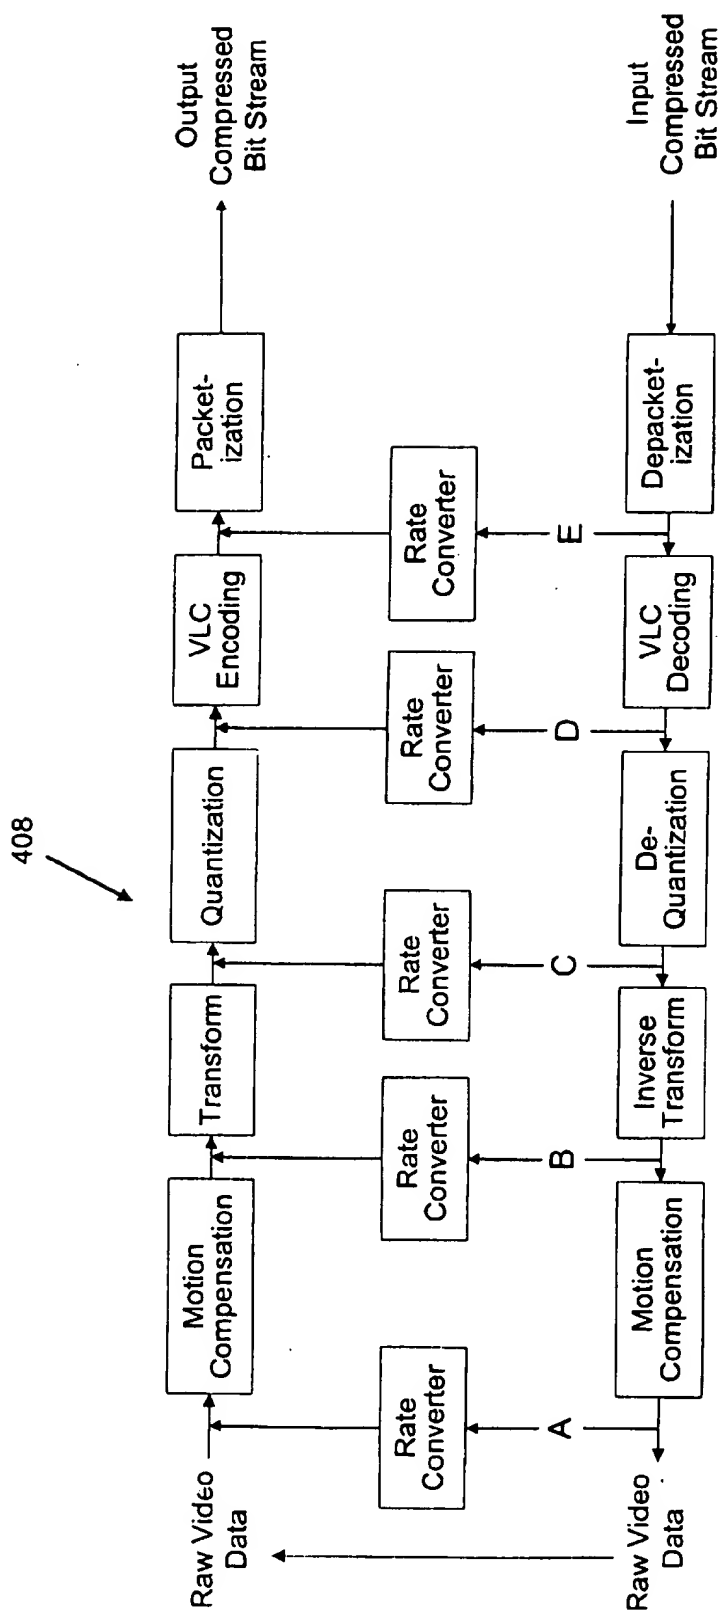 408
Raw Video
Data
Motion
Compensation
Transform
Quantization
VLC
Encoding
Packet-
ization
Output
Compressed
Bit Stream
Rate
Converter
Rate
Converter
Rate
Converter
Rate
Converter
Rate
Converter
A
B
C
D
E
Raw Video
Data
Motion
Compensation
Inverse
Transform
De-
Quantization
VLC
Decoding
Depacket-
ization
Input
Compressed
Bit Stream